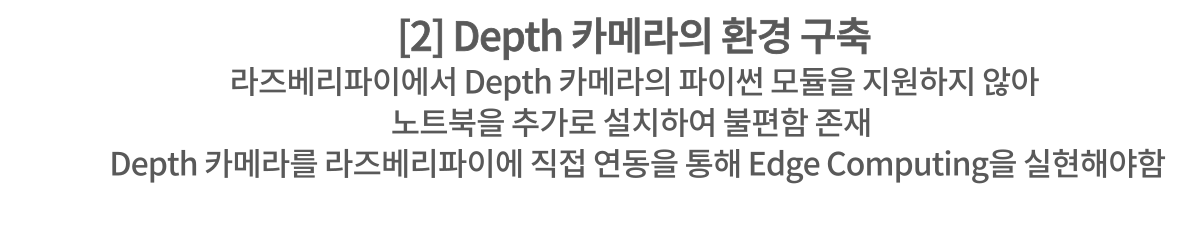 [2] Depth 카메라의 환경 구축
라즈베리파이에서 Depth 카메라의 파이썬 모듈을 지원하지 않아
노트북을 추가로 설치하여 불편함 존재
Depth 카메라를 라즈베리파이에 직접 연동을 통해 Edge Computing을 실현해야함